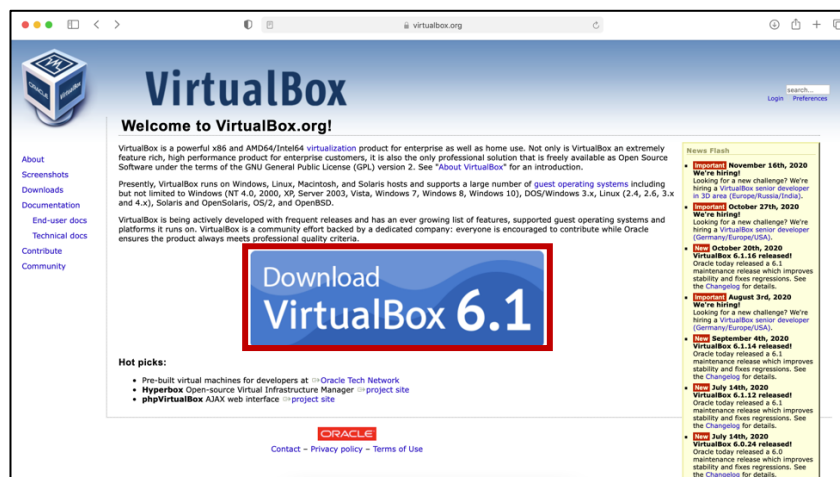 virtualbox.org
VirtualBox
search...
Login Preferences
Welcome to VirtualBox.org!
About
Screenshots
Downloads
Documentation
End-user docs
Technical docs
Contribute
Community
VirtualBox is a powerful x86 and AMD64/Intel64 virtualization product for enterprise as well as home use. Not only is VirtualBox an extremely
feature rich, high performance product for enterprise customers, it is also the only professional solution that is freely available as Open Source
Software under the terms of the GNU General Public License (GPL) version 2. See "About VirtualBox" for an introduction.
Presently, VirtualBox runs on Windows, Linux, Macintosh, and Solaris hosts and supports a large number of guest operating systems including
but not limited to Windows (NT 4.0, 2000, XP, Server 2003, Vista, Windows 7, Windows 8, Windows 10), DOS/Windows 3.x, Linux (2.4, 2.6, 3.x
and 4.x), Solaris and OpenSolaris, OS/2, and OpenBSD.
VirtualBox is being actively developed with frequent releases and has an ever growing list of features, supported guest operating systems and
platforms it runs on. VirtualBox is a community effort backed by a dedicated company: everyone is encouraged to contribute while Oracle
ensures the product always meets professional quality criteria.
Download
VirtualBox 6.1
Hot picks:
Pre-built virtual machines for developers at Oracle Tech Network
Hyperbox Open-source Virtual Infrastructure Manager project site
phpVirtualBox AJAX web interface project site
ORACLE
Contact – Privacy policy – Terms of Use
News Flash
Important November 16th, 2020
We're hiring!
Looking for a new challenge? We're
hiring a VirtualBox senior developer
in 3D area (Europe/Russia/India).
Important October 27th, 2020
We're hiring!
Looking for a new challenge? We're
hiring a VirtualBox senior developer
(Germany/Europe/USA).
New October 20th, 2020
VirtualBox 6.1.16 released!
Oracle today released a 6.1
maintenance release which improves
stability and fixes regressions. See
the Changelog for details.
Important August 3rd, 2020
We're hiring!
Looking for a new challenge? We're
hiring a VirtualBox senior developer
(Germany/Europe/USA).
New September 4th, 2020
VirtualBox 6.1.14 released!
Oracle today released a 6.1
maintenance release which improves
stability and fixes regressions. See
the Changelog for details.
New July 14th, 2020
VirtualBox 6.1.12 released!
Oracle today released a 6.1
maintenance release which improves
stability and fixes regressions. See
the Changelog for details.
New July 14th, 2020
VirtualBox 6.0.24 released!
Oracle today released a 6.0
maintenance release which improves
stability and fixes regressions. See
the Changelog for details.